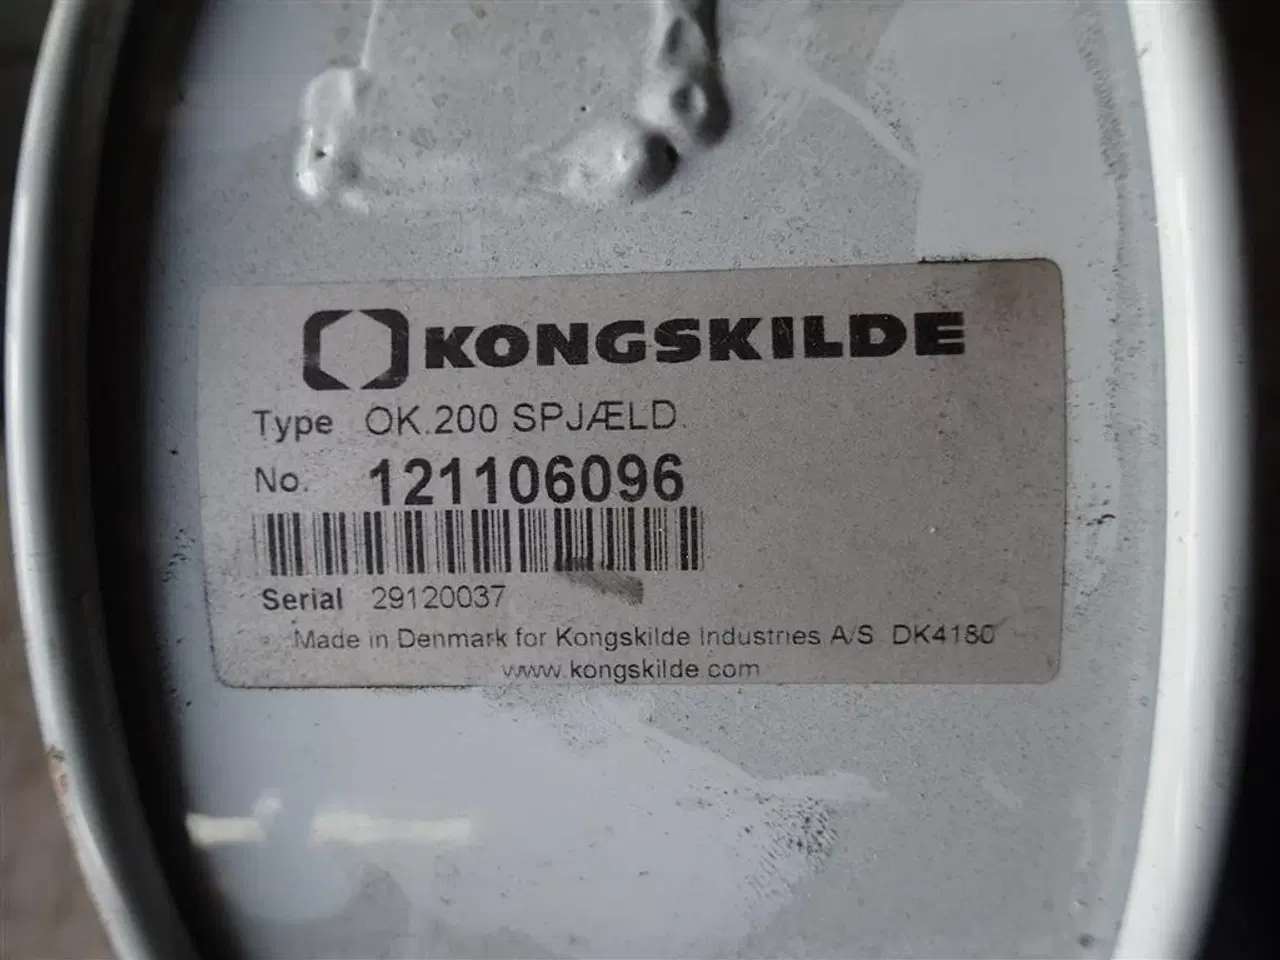 KONGSKILDE
Type OK.200 SPJÆLD.
No. 121106096
Serial 29120037
Made in Denmark for Kongskilde Industries A/S DK4180
www.kongskilde.com